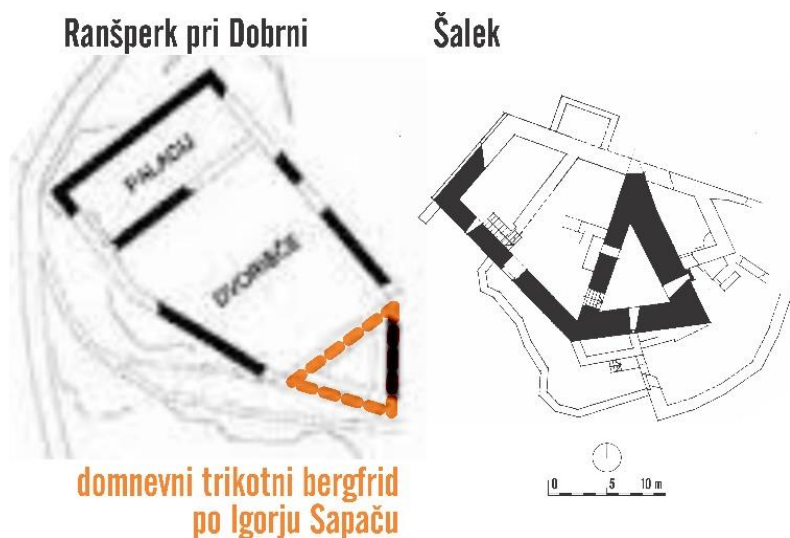 Ranšperk pri Dobrni
PALACIJ
DVORIŠČE
domnevni trikotni bergfrid
po Igorju Sapaču
Šalek
0 5 10 m